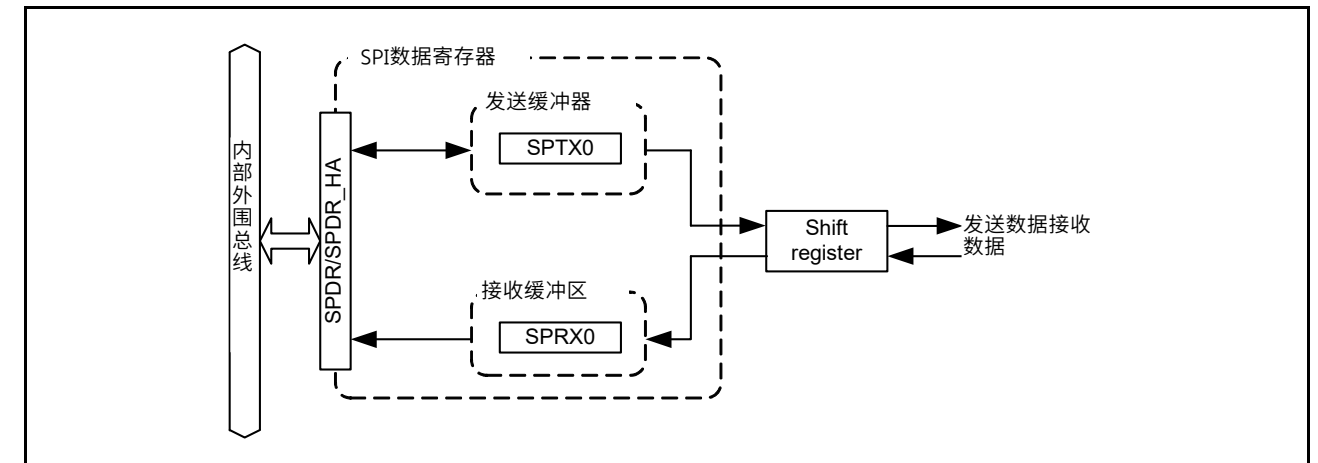 SPI数据寄存器
发送缓冲器
SPTX0
内部外围总线
SPDR/SPDR_HA
Shift
register
发送数据接收
数据
接收缓冲区
SPRX0